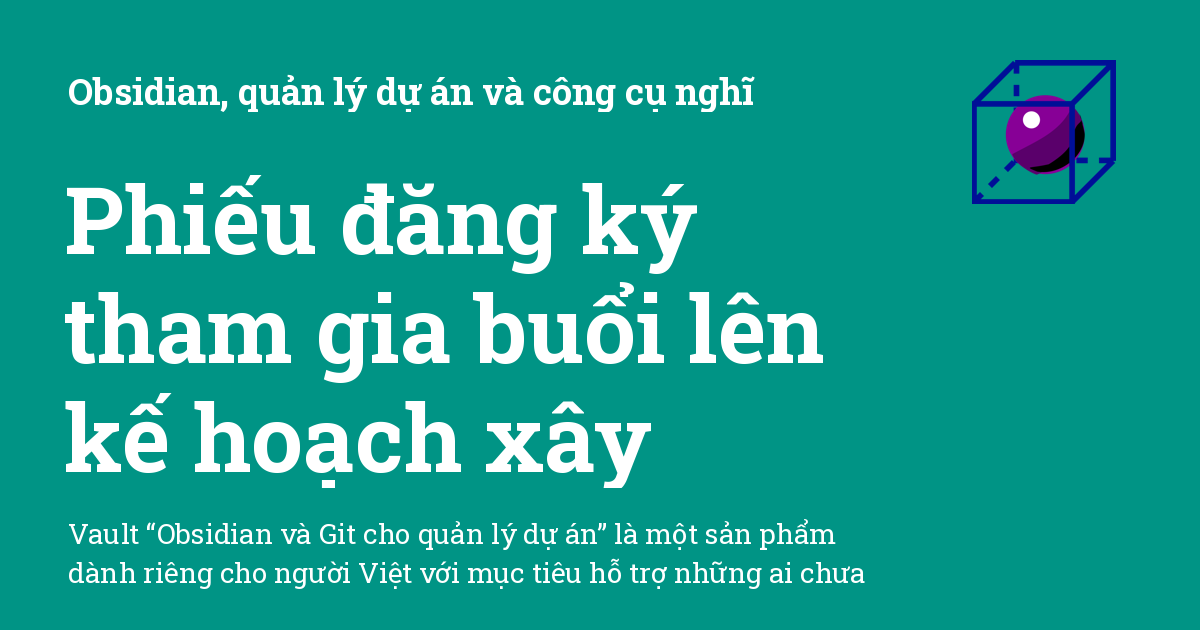 Obsidian, quản lý dự án và công cụ nghĩ
Phiếu đăng ký
tham gia buổi lên
kế hoạch xây
Vault “Obsidian và Git cho quản lý dự án” là một sản phẩm
dành riêng cho người Việt với mục tiêu hỗ trợ những ai chưa